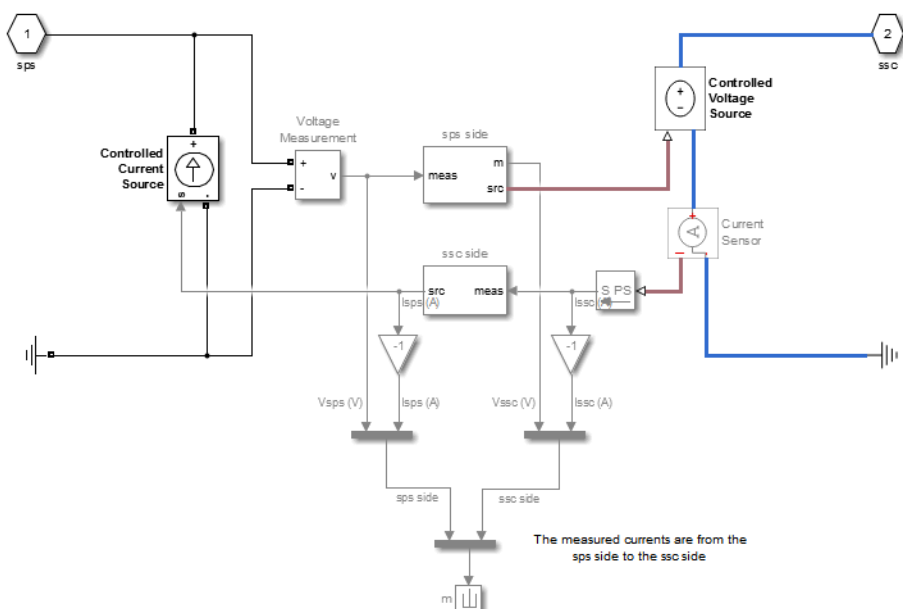 1
sps
2
ssc
Controlled
Voltage
Source
+
−
Voltage
Measurement
+
-
v
sps side
meas
m
src
Controlled
Current
Source
+
s
-
Current
Sensor
+
A
−
-
ssc side
src
meas
S PS
Isps (A)
Issc (A)
-1
-1
Vsps (V)
Isps (A)
Vssc (V)
Issc (A)
sps side
ssc side
The measured currents are from the
sps side to the ssc side
m